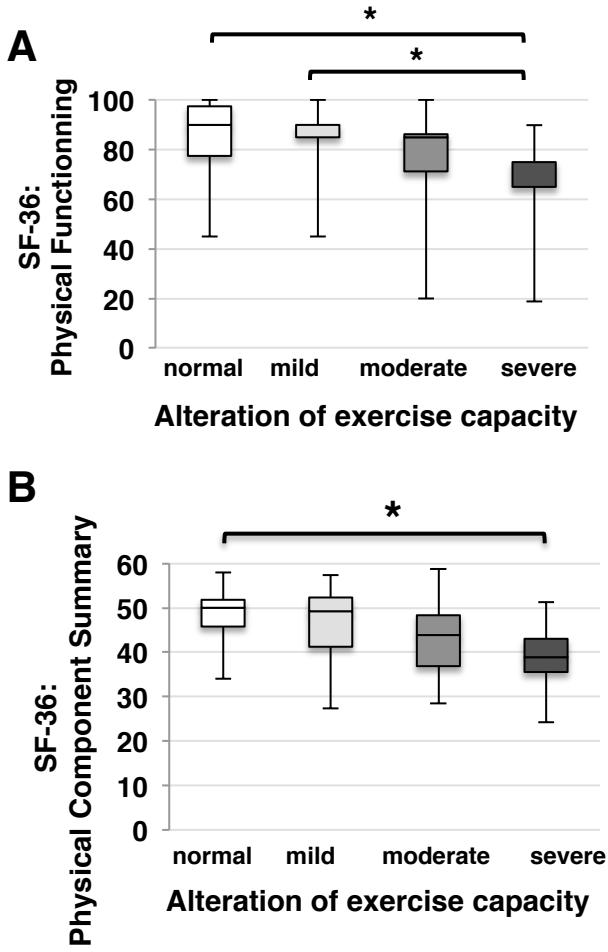 *
A
*
SF-36:
Physical Functionning
100
80
60
40
20
0
normal mild moderate severe
Alteration of exercise capacity
B
*
SF-36:
Physical Component Summary
60
50
40
30
20
10
0
normal mild moderate severe
Alteration of exercise capacity